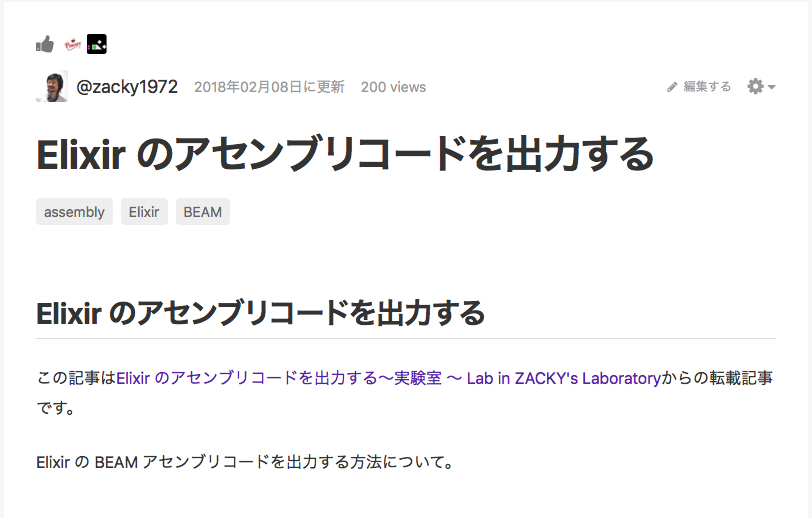 @zacky1972 2018年02月08日に更新 200 views 編集する
Elixir のアセンブリコードを出力する
assembly Elixir BEAM
Elixir のアセンブリコードを出力する
この記事はElixir のアセンブリコードを出力する〜実験室 〜 Lab in ZACKY's Laboratoryからの転載記事
です。
Elixir の BEAM アセンブリコードを出力する方法について。